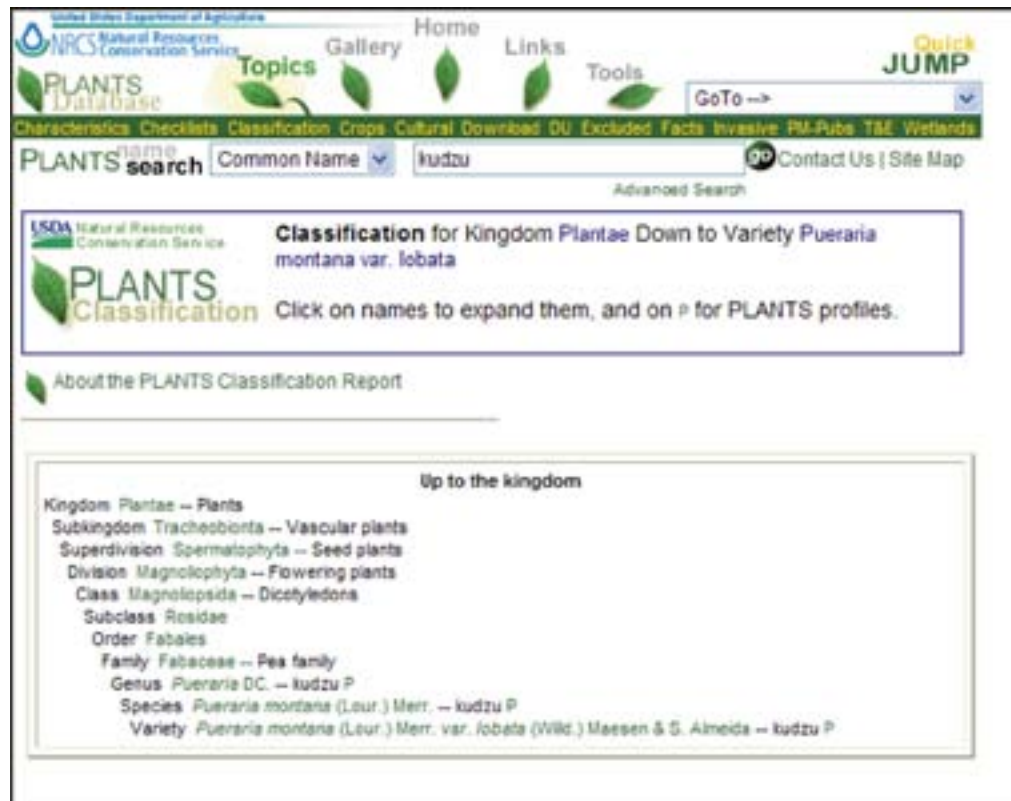 United States Department of Agriculture
NRCS Natural Resources
Conservation Service
Topics Gallery Home Links Tools
Quick
JUMP
PLANTS
Database
GoTo -->
Characteristics Checklists Classification Crops Cultural Download DU Excluded Facts Invasive PM-Pubs T&E Wetlands
PLANTS name search Common Name kudzu go Contact Us | Site Map
Advanced Search
USDA Natural Resources
Conservation Service
PLANTS
Classification
Classification for Kingdom Plantae Down to Variety Pueraria
montana var. lobata
Click on names to expand them, and on P for PLANTS profiles.
About the PLANTS Classification Report
Up to the kingdom
Kingdom Plantae -- Plants
Subkingdom Tracheobionta -- Vascular plants
Superdivision Spermatophyta -- Seed plants
Division Magnoliophyta -- Flowering plants
Class Magnoliopsida -- Dicotyledons
Subclass Rosidae
Order Fabales
Family Fabaceae -- Pea family
Genus Pueraria DC. -- kudzu P
Species Pueraria montana (Lour.) Merr. -- kudzu P
Variety Pueraria montana (Lour.) Merr. var. lobata (Willd.) Maesen & S. Almeida -- kudzu P